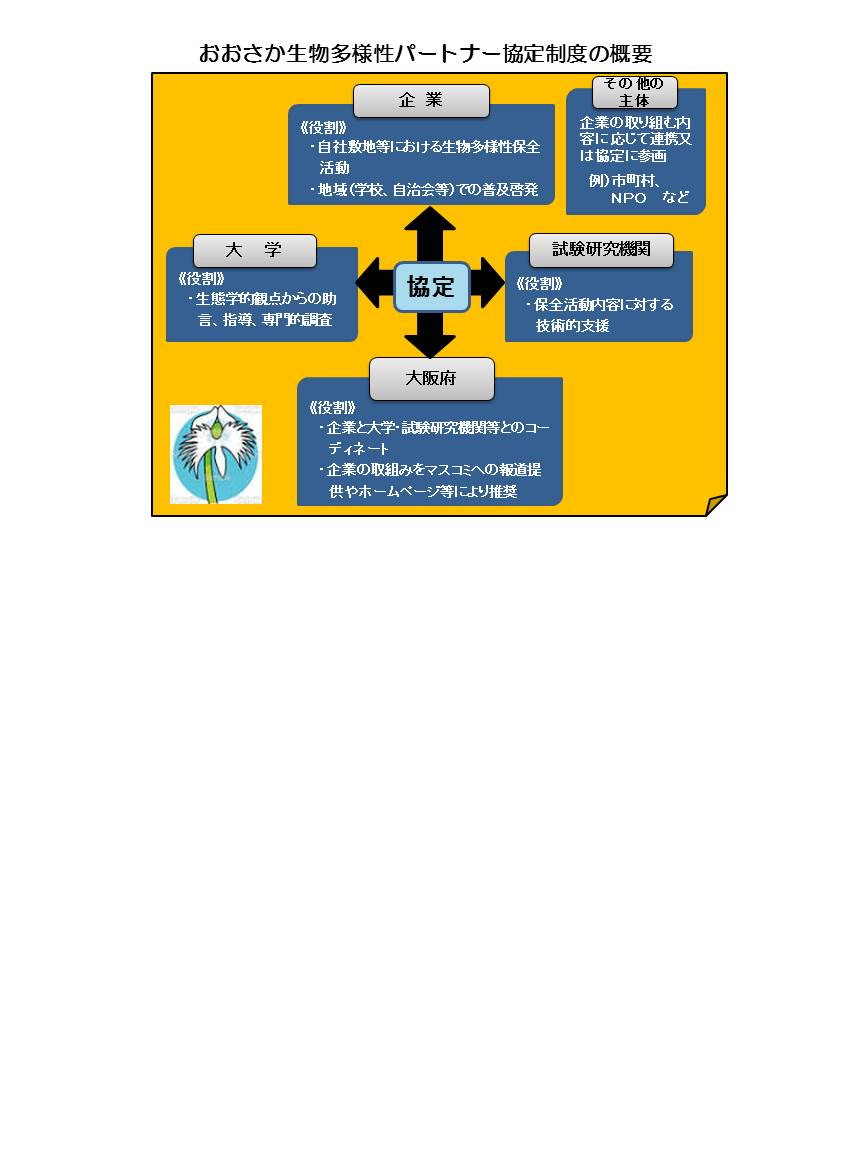 おおさか生物多様性パートナー協定制度の概要
企　業
《役割》
・自社敷地等における生物多様性保全
活動
・地域（学校、自治会等）での普及啓発
その他の
主体
企業の取り組む内
容に応じて連携又
は協定に参画
例）市町村、
ＮＰＯ　など
大　学
《役割》
・生態学的観点からの助
言、指導、専門的調査
協定
試験研究機関
《役割》
・保全活動内容に対する
技術的支援
大阪府
《役割》
・企業と大学・試験研究機関等とのコー
ディネート
・企業の取組みをマスコミへの報道提
供やホームページ等により推奨